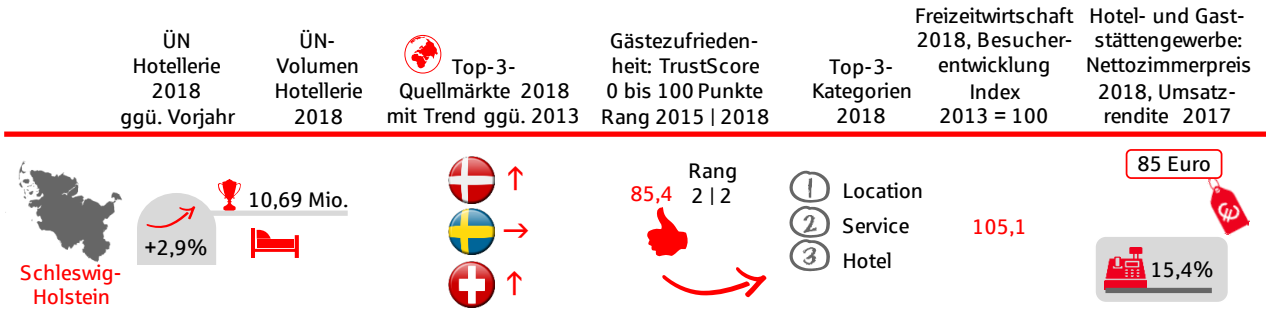 ÜN
Hotellerie
2018
ggü. Vorjahr
ÜN-
Volumen
Hotellerie
2018
Top-3-
Quellmärkte 2018
mit Trend ggü. 2013
Gästezufrieden-
heit: TrustScore
0 bis 100 Punkte
Rang 2015 | 2018
Top-3-
Kategorien
2018
Freizeitwirtschaft
2018, Besucher-
entwicklung
Index
2013 = 100
Hotel- und Gast-
stättengewerbe:
Nettozimmerpreis
2018, Umsatz-
rendite 2017
Schleswig-
Holstein
+2,9%
10,69 Mio.
85,4
Rang
2 | 2
1 Location
2 Service
3 Hotel
105,1
85 Euro
€
15,4%